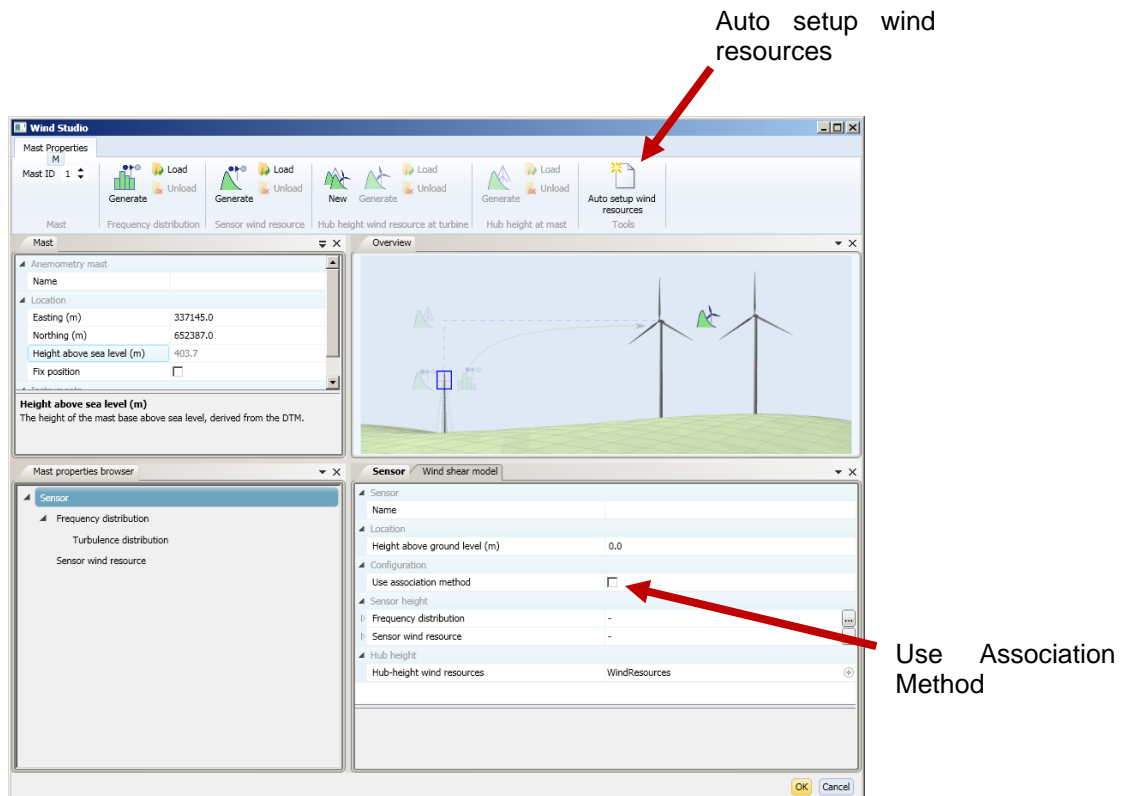 Auto setup wind
resources
Wind Studio
Mast Properties
M
Mast ID 1
Generate
Load
Unload
Generate
Load
Unload
New
Generate
Load
Unload
Generate
Load
Unload
Auto setup wind
resources
Mast
Frequency distribution
Sensor wind resource
Hub height wind resource at turbine
Hub height at mast
Tools
Mast
Anemometry mast
Name
Location
Easting (m) 337145.0
Northing (m) 652387.0
Height above sea level (m) 403.7
Fix position
Height above sea level (m)
The height of the mast base above sea level, derived from the DTM.
Overview
Mast properties browser
Sensor
Frequency distribution
Turbulence distribution
Sensor wind resource
Sensor Wind shear model
Sensor
Name
Location
Height above ground level (m) 0.0
Configuration
Use association method
Sensor height
Frequency distribution - ...
Sensor wind resource -
Hub height
Hub-height wind resources WindResources
Use Association
Method
OK Cancel